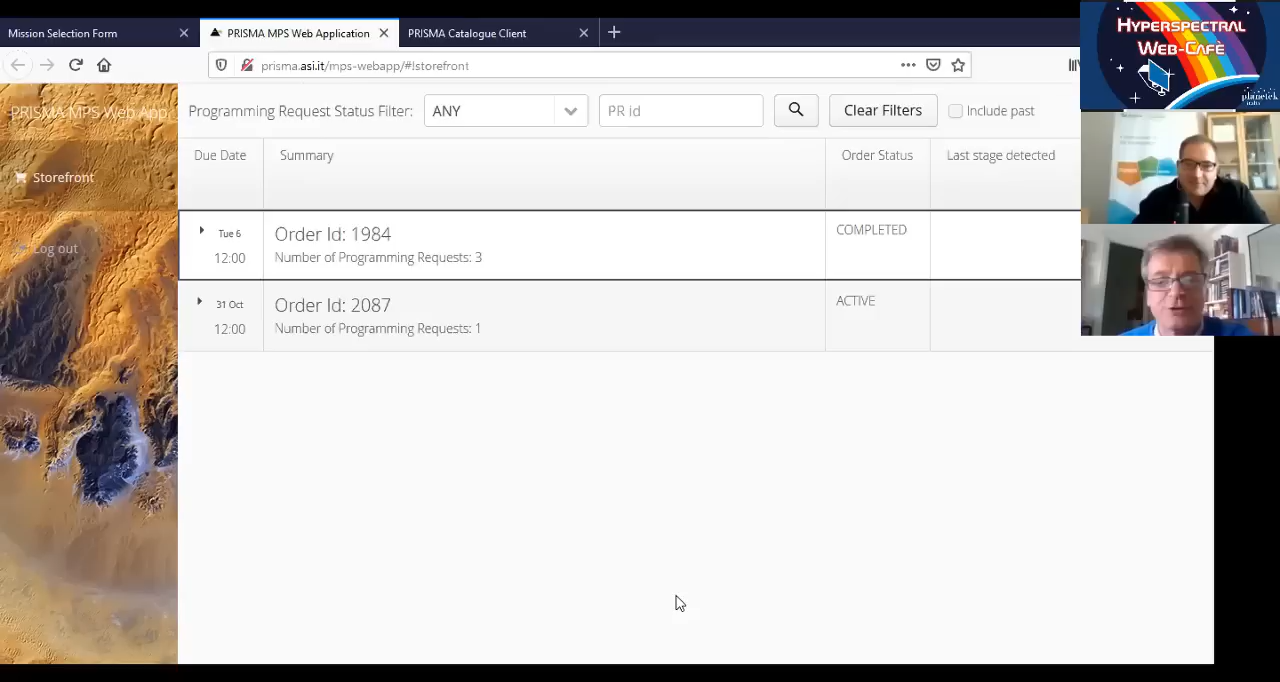 Mission Selection Form
PRISMA MPS Web Application
PRISMA Catalogue Client
HYPERSPECTRAL
WEB-CAFÈ
planetek
italia
prisma.asi.it/mps-webapp/#!storefront
PRISMA MPS Web App
Programming Request Status Filter:
ANY
PR id
Clear Filters
Include past
Due Date
Summary
Order Status
Last stage detected
Storefront
Log out
Tue 6
12:00
Order Id: 1984
Number of Programming Requests: 3
COMPLETED
31 Oct
12:00
Order Id: 2087
Number of Programming Requests: 1
ACTIVE